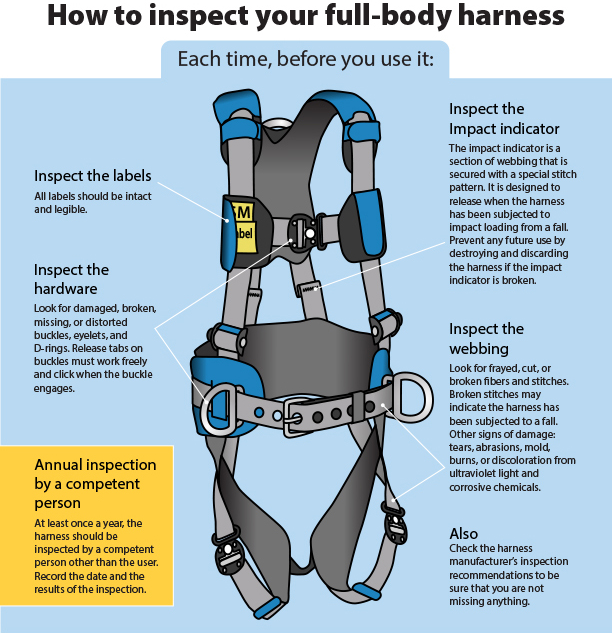 How to inspect your full-body harness
Each time, before you use it:
Inspect the labels
All labels should be intact
and legible.
Inspect the
hardware
Look for damaged, broken,
missing, or distorted
buckles, eyelets, and
D-rings. Release tabs on
buckles must work freely
and click when the buckle
engages.
Annual inspection
by a competent
person
At least once a year, the
harness should be
inspected by a competent
person other than the user.
Record the date and the
results of the inspection.
SM
bel
Inspect the
Impact indicator
The impact indicator is a
section of webbing that is
secured with a special stitch
pattern. It is designed to
release when the harness
has been subjected to
impact loading from a fall.
Prevent any future use by
destroying and discarding
the harness if the impact
indicator is broken.
Inspect the
webbing
Look for frayed, cut, or
broken fibers and stitches.
Broken stitches may
indicate the harness has
been subjected to a fall.
Other signs of damage:
tears, abrasions, mold,
burns, or discoloration from
ultraviolet light and
corrosive chemicals.
Also
Check the harness
manufacturer's inspection
recommendations to be
sure that you are not
missing anything.